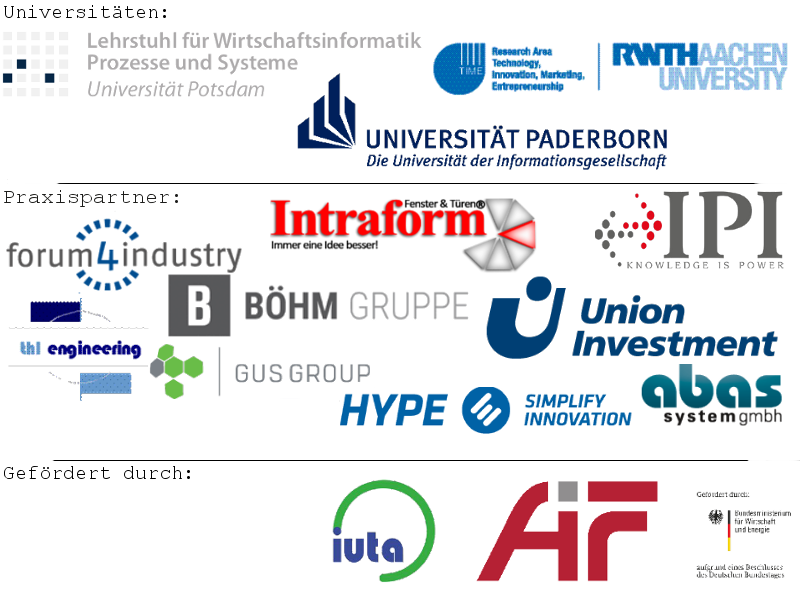 Universitäten:
Lehrstuhl für Wirtschaftsinformatik
Prozesse und Systeme
Universität Potsdam
TIME
Research Area
Technology,
Innovation, Marketing,
Entrepreneurship
RWTHAACHEN
UNIVERSITY
UNIVERSITÄT PADERBORN
Die Universität der Informationsgesellschaft
Praxispartner:
forum4industry
Fenster & Türen®
Intraform
Immer eine Idee besser!
IPI
KNOWLEDGE IS POWER
B BÖHM GRUPPE
Union
Investment
thl engineering
GUS GROUP
HYPE
SIMPLIFY
INNOVATION
abas
system gmbh
Gefördert durch:
iuta
AiF
Gefördert durch:
Bundesministerium
für Wirtschaft
und Energie
aufgrund eines Beschlusses
des Deutschen Bundestages